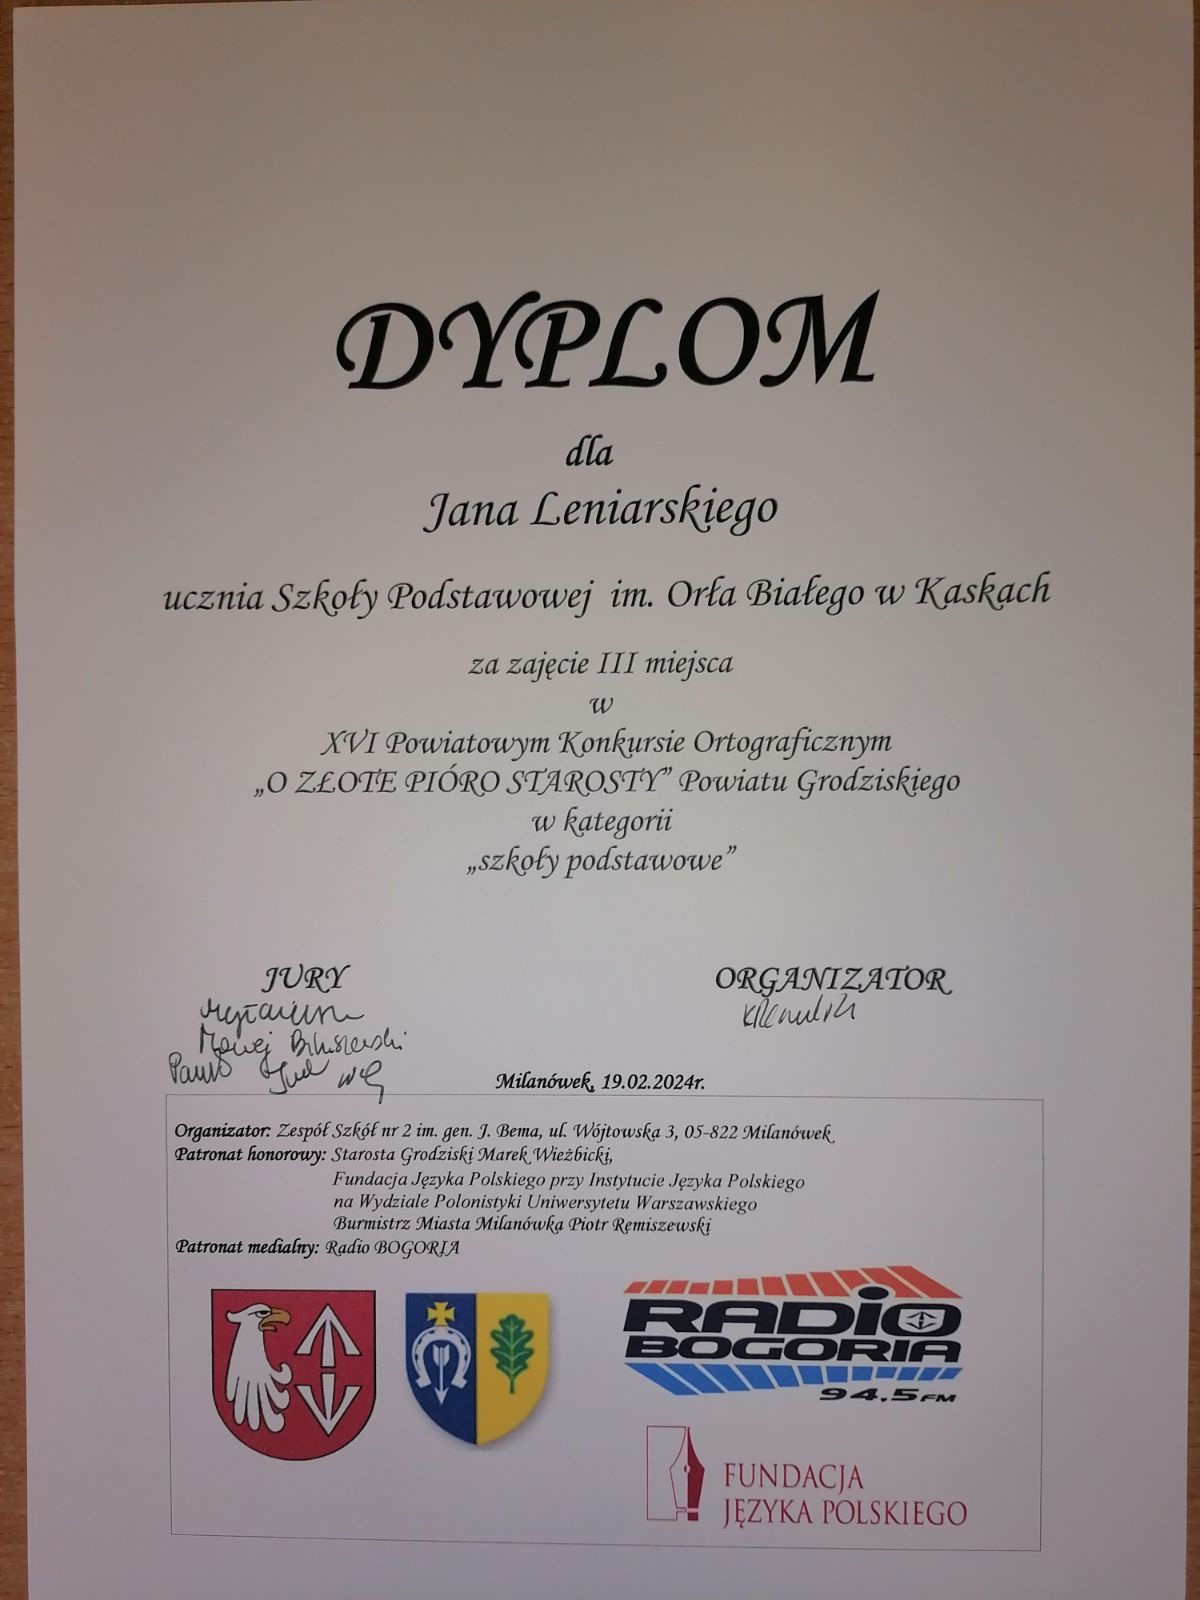 DYPLOM
dla
Jana Leniarskiego
ucznia Szkoły Podstawowej im. Orła Białego w Kaskach
za zajęcie III miejsca
w
XVI Powiatowym Konkursie Ortograficznym
„O ZŁOTE PIÓRO STAROSTY” Powiatu Grodziskiego
w kategorii
„szkoły podstawowe”
JURY
ORGANIZATOR
Milanówek, 19.02.2024r.
Organizator: Zespół Szkół nr 2 im. gen. J. Bema, ul. Wójtowska 3, 05-822 Milanówek
Patronat honorowy: Starosta Grodziski Marek Wieżbicki,
Fundacja Języka Polskiego przy Instytucie Języka Polskiego
na Wydziale Polonistyki Uniwersytetu Warszawskiego
Burmistrz Miasta Milanówka Piotr Remiszewski
Patronat medialny: Radio BOGORIA
RADIO
BOGORIA
94.5 FM
FUNDACJA
JĘZYKA POLSKIEGO